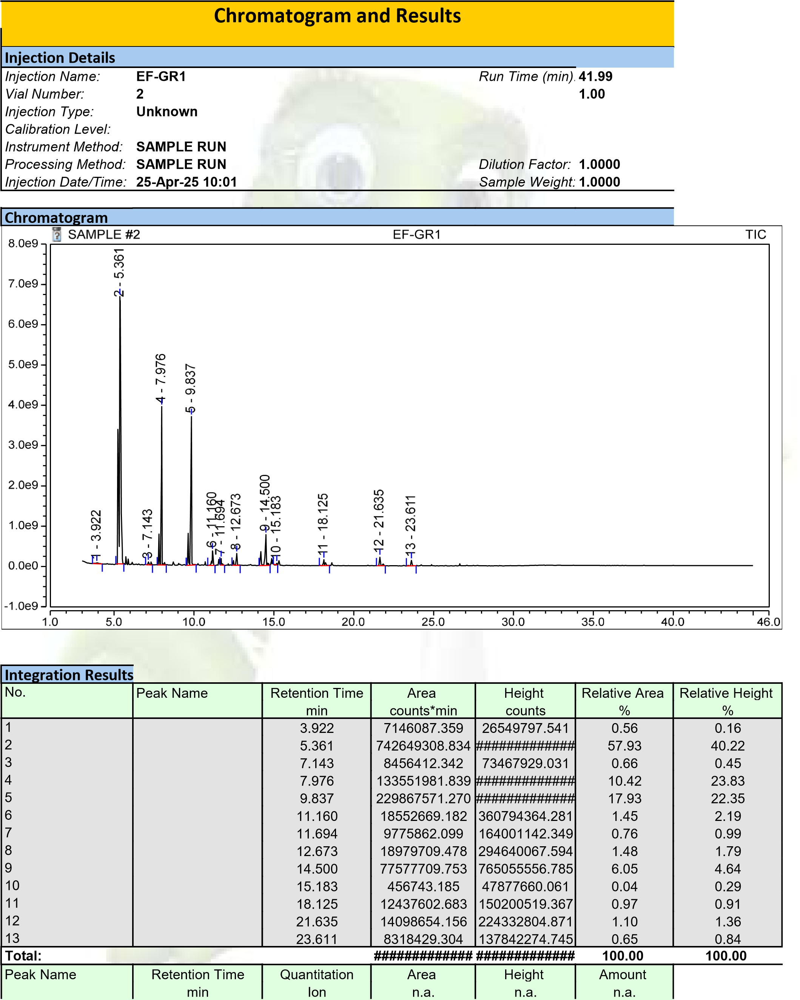 Chromatogram and Results
Injection Details
Injection Name: EF-GR1 Run Time (min): 41.99
Vial Number: 2 1.00
Injection Type: Unknown
Calibration Level:
Instrument Method: SAMPLE RUN
Processing Method: SAMPLE RUN Dilution Factor: 1.0000
Injection Date/Time: 25-Apr-25 10:01 Sample Weight: 1.0000
Chromatogram
? SAMPLE #2 EF-GR1 TIC
8.0e9
7.0e9
6.0e9
5.0e9
4.0e9
3.0e9
2.0e9
1.0e9
0.0e0
-1.0e9
1 - 3.922
2 - 5.361
3 - 7.143
4 - 7.976
5 - 9.837
6 - 11.160
7 - 11.694
8 - 12.673
9 - 14.500
10 - 15.183
11 - 18.125
12 - 21.635
13 - 23.611
1.0 5.0 10.0 15.0 20.0 25.0 30.0 35.0 40.0 46.0
Integration Results
No. Peak Name Retention Time Area Height Relative Area Relative Height
min counts*min counts % %
1 3.922 7146087.359 26549797.541 0.56 0.16
2 5.361 742649308.834 ############# 57.93 40.22
3 7.143 8456412.342 73467929.031 0.66 0.45
4 7.976 133551981.839 ############# 10.42 23.83
5 9.837 229867571.270 ############# 17.93 22.35
6 11.160 18552669.182 360794364.281 1.45 2.19
7 11.694 9775862.099 164001142.349 0.76 0.99
8 12.673 18979709.478 294640067.594 1.48 1.79
9 14.500 77577709.753 765055556.785 6.05 4.64
10 15.183 456743.185 47877660.061 0.04 0.29
11 18.125 12437602.683 150200519.367 0.97 0.91
12 21.635 14098654.156 224332804.871 1.10 1.36
13 23.611 8318429.304 137842274.745 0.65 0.84
Total: ############# ############# 100.00 100.00
Peak Name Retention Time Quantitation Area Height Amount
min Ion n.a. n.a. n.a.